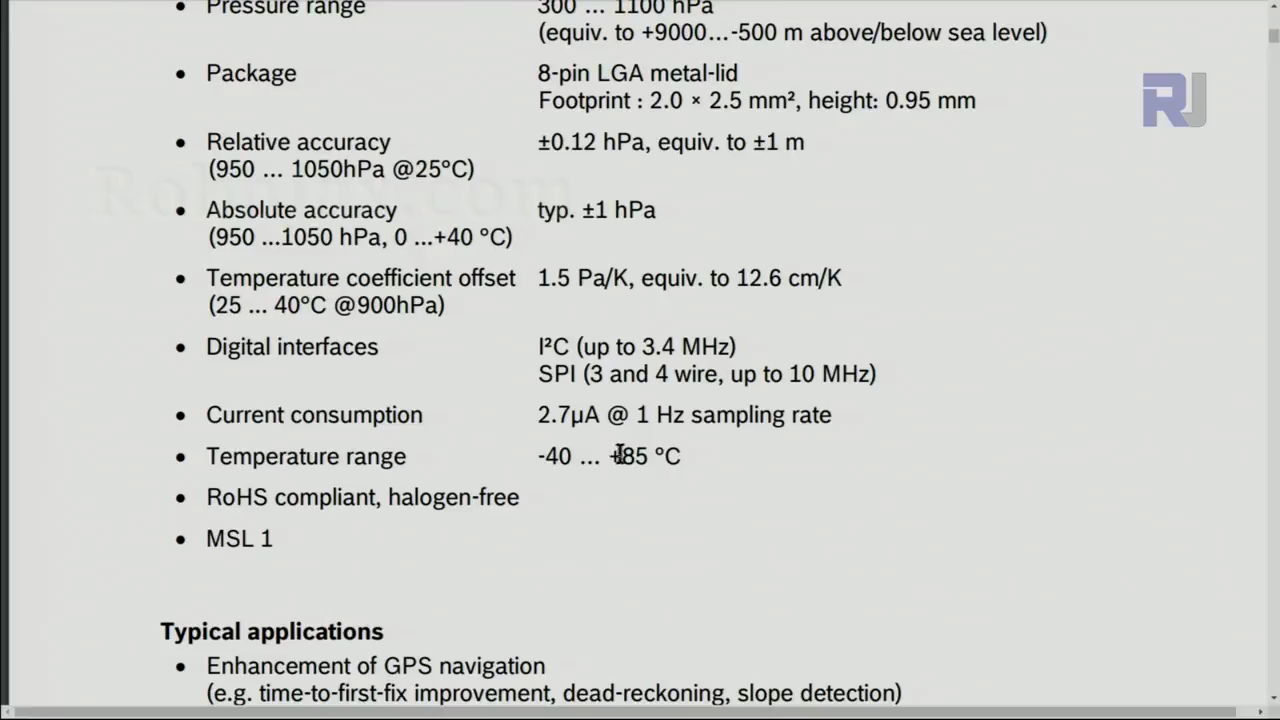 Pressure range 300 ... 1100 hPa
(equiv. to +9000...-500 m above/below sea level)
• Package 8-pin LGA metal-lid
Footprint : 2.0 × 2.5 mm², height: 0.95 mm
• Relative accuracy ±0.12 hPa, equiv. to ±1 m
(950 ... 1050hPa @25°C)
Robojax.com
• Absolute accuracy typ. ±1 hPa
(950 ...1050 hPa, 0 ...+40 °C)
• Temperature coefficient offset 1.5 Pa/K, equiv. to 12.6 cm/K
(25 ... 40°C @900hPa)
• Digital interfaces I²C (up to 3.4 MHz)
SPI (3 and 4 wire, up to 10 MHz)
• Current consumption 2.7µA @ 1 Hz sampling rate
• Temperature range -40 ... +85 °C
• RoHS compliant, halogen-free
• MSL 1
Typical applications
• Enhancement of GPS navigation
(e.g. time-to-first-fix improvement, dead-reckoning, slope detection)
RJ